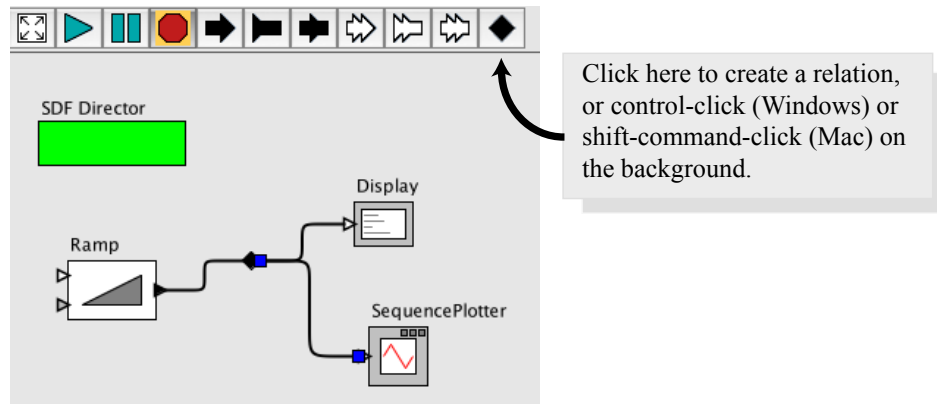 Click here to create a relation,
or control-click (Windows) or
shift-command-click (Mac) on
the background.
SDF Director
Display
Ramp
SequencePlotter